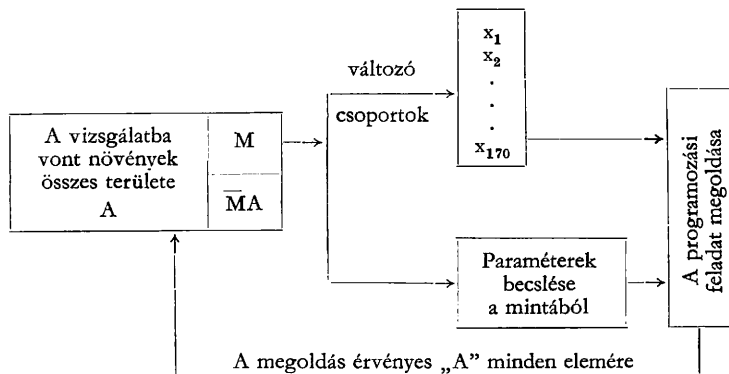 A vizsgálatba
vont növények
összes területe
A
M
M̅A
változó
csoportok
x₁
x₂
.
.
.
x₁₇₀
Paraméterek
becslése
a mintából
A programozási
feladat megoldása
A megoldás érvényes „A” minden elemére